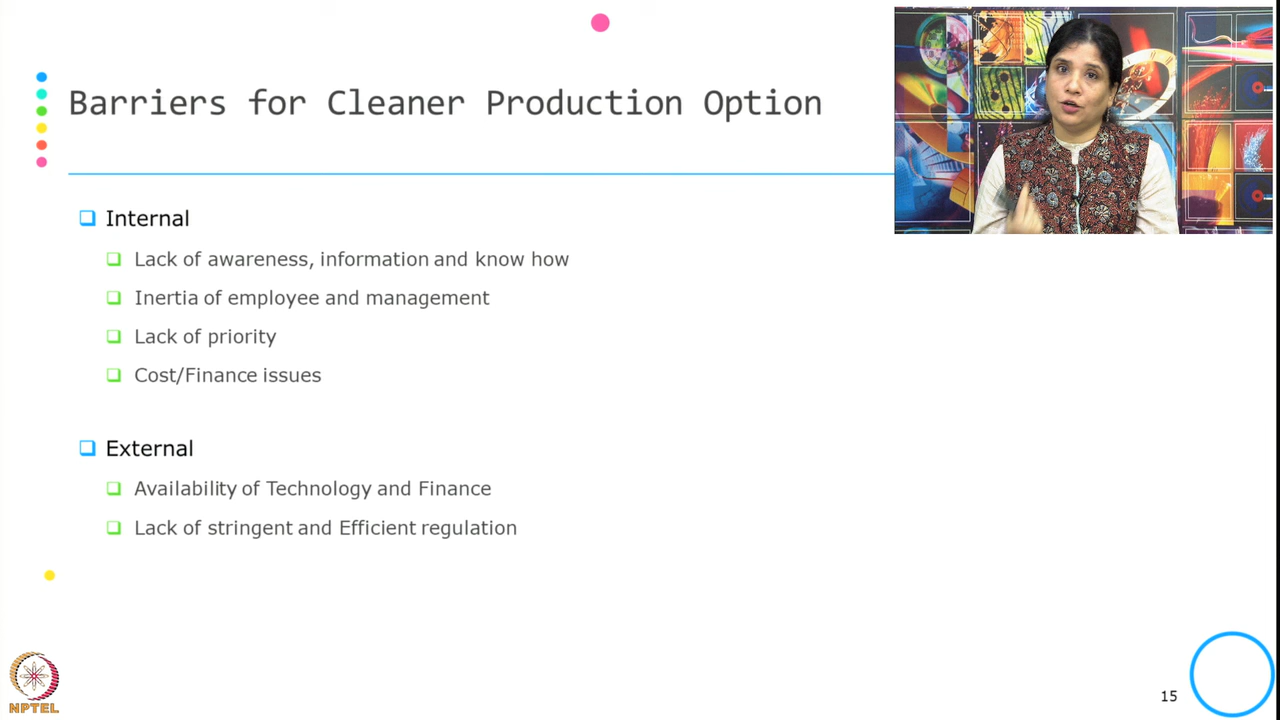 Barriers for Cleaner Production Option
Internal
Lack of awareness, information and know how
Inertia of employee and management
Lack of priority
Cost/Finance issues
External
Availability of Technology and Finance
Lack of stringent and Efficient regulation
NPTEL
15